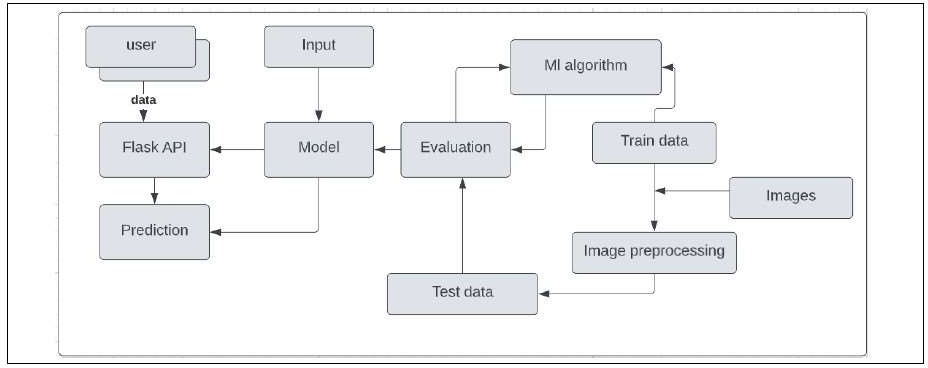 user
Input
Ml algorithm
data
Flask API
Model
Evaluation
Train data
Images
Prediction
Image preprocessing
Test data